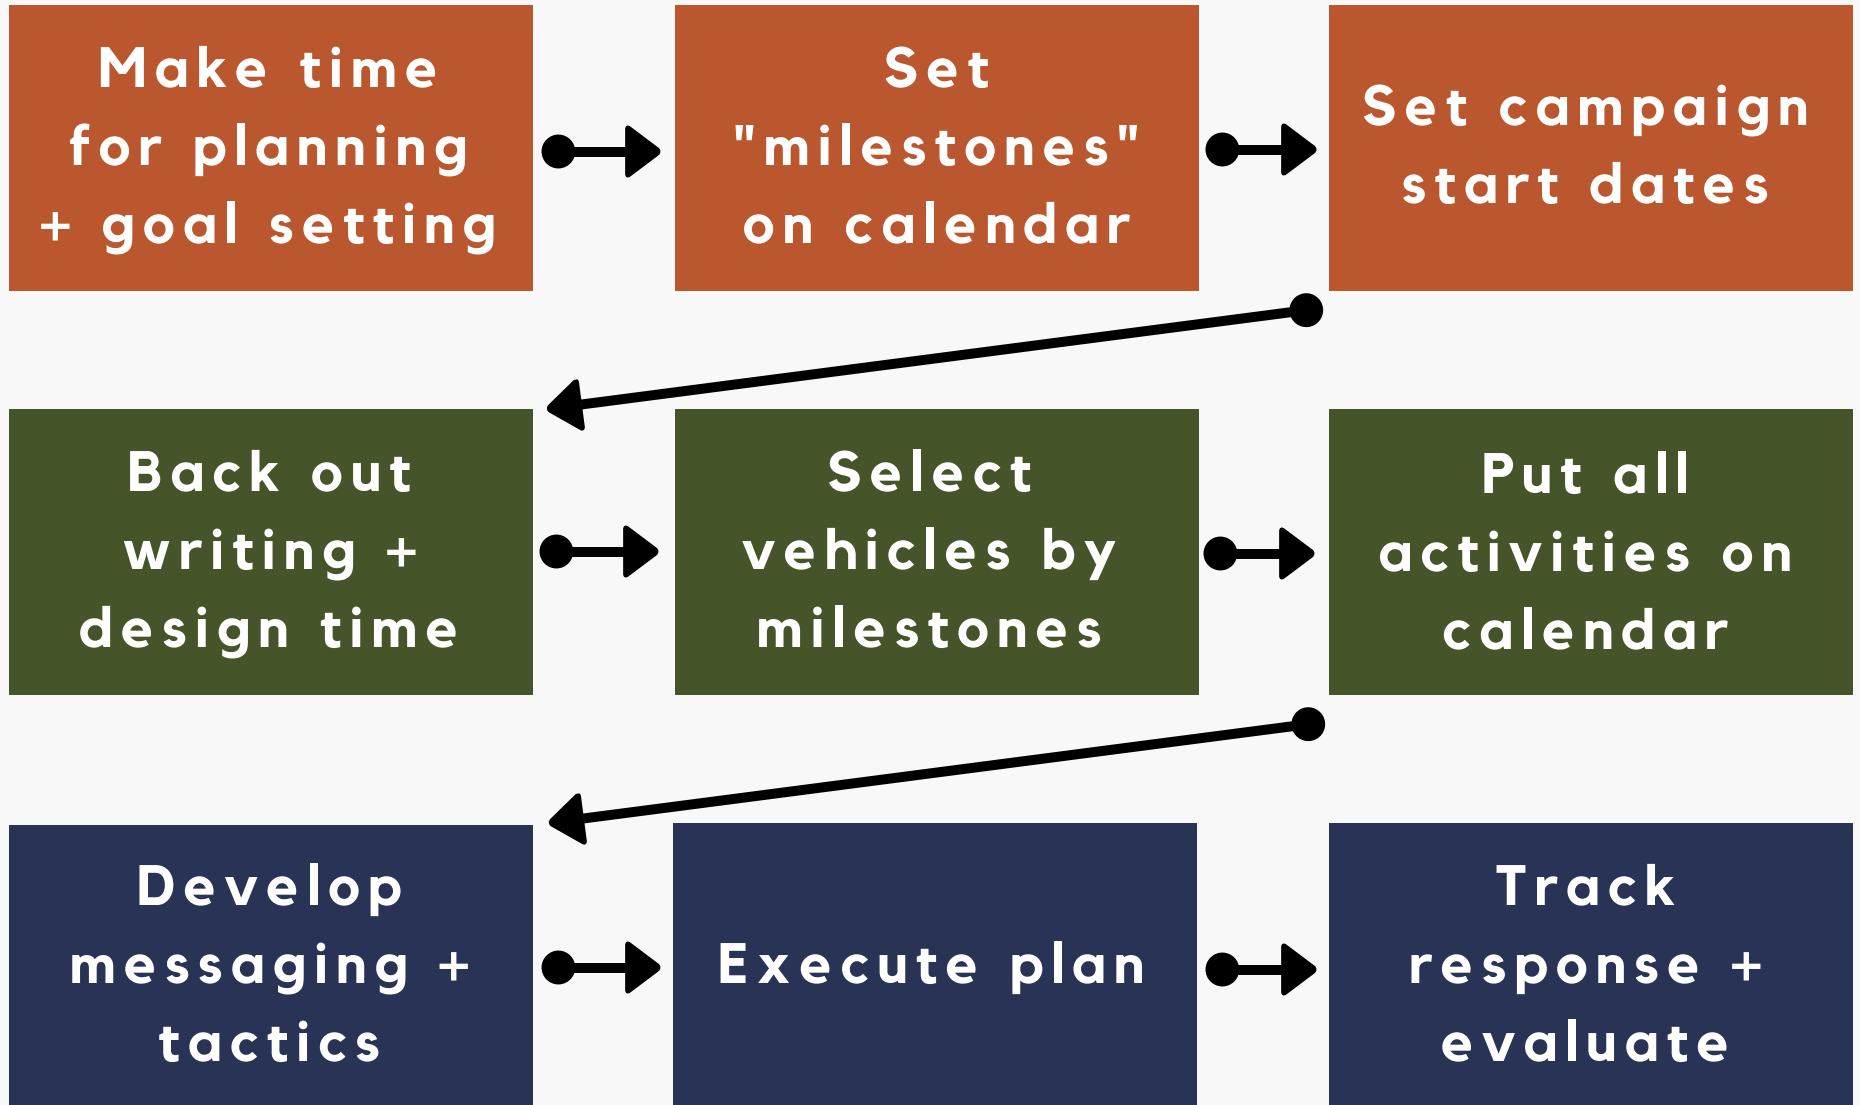 Make time
for planning
+ goal setting
Set
"milestones"
on calendar
Set campaign
start dates
Back out
writing +
design time
Select
vehicles by
milestones
Put all
activities on
calendar
Develop
messaging +
tactics
Execute plan
Track
response +
evaluate